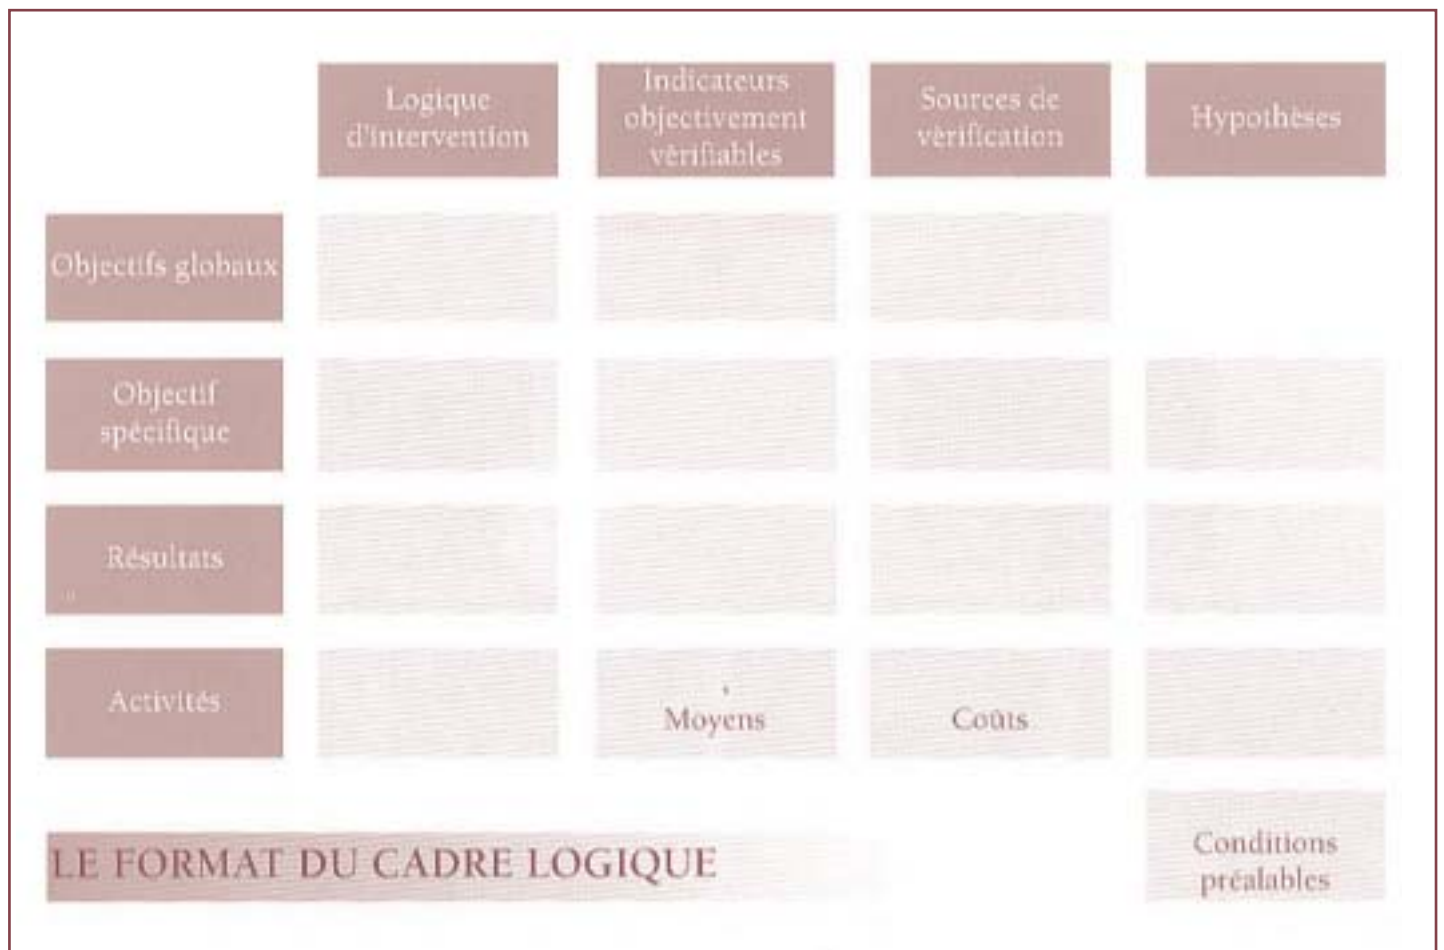 Logique
d'intervention
Indicateurs
objectivement
vérifiables
Sources de
vérification
Hypothèses
Objectifs globaux
Objectif
spécifique
Résultats
Activités
Moyens
Coûts
LE FORMAT DU CADRE LOGIQUE
Conditions
préalables